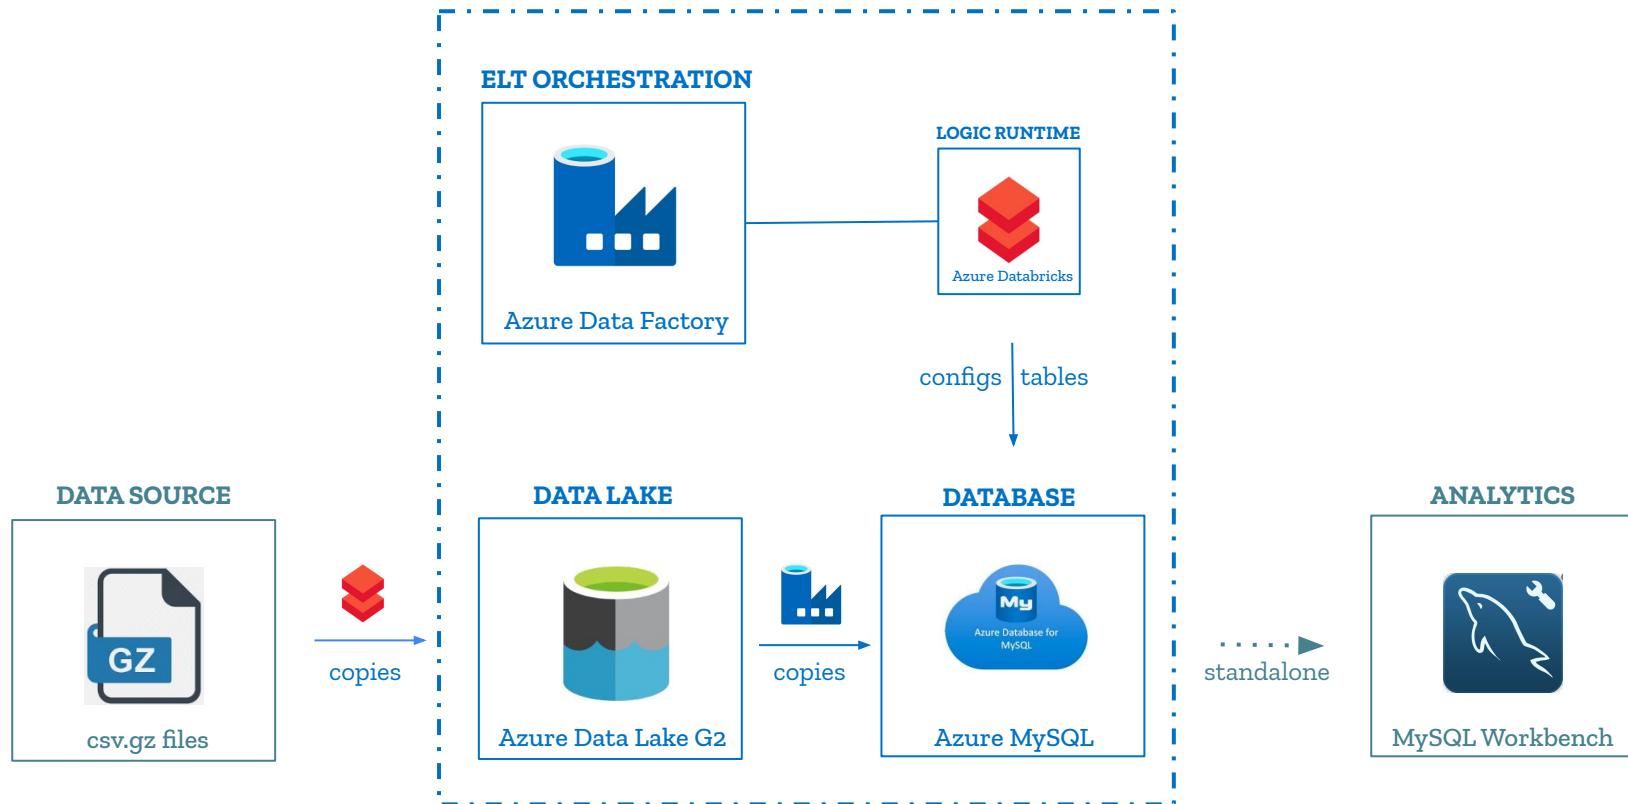 ELT ORCHESTRATION
Azure Data Factory
LOGIC RUNTIME
Azure Databricks
configs tables
DATA SOURCE
GZ
csv.gz files
copies
DATA LAKE
Azure Data Lake G2
copies
DATABASE
My
Azure Database for
MySQL
Azure MySQL
standalone
ANALYTICS
MySQL Workbench